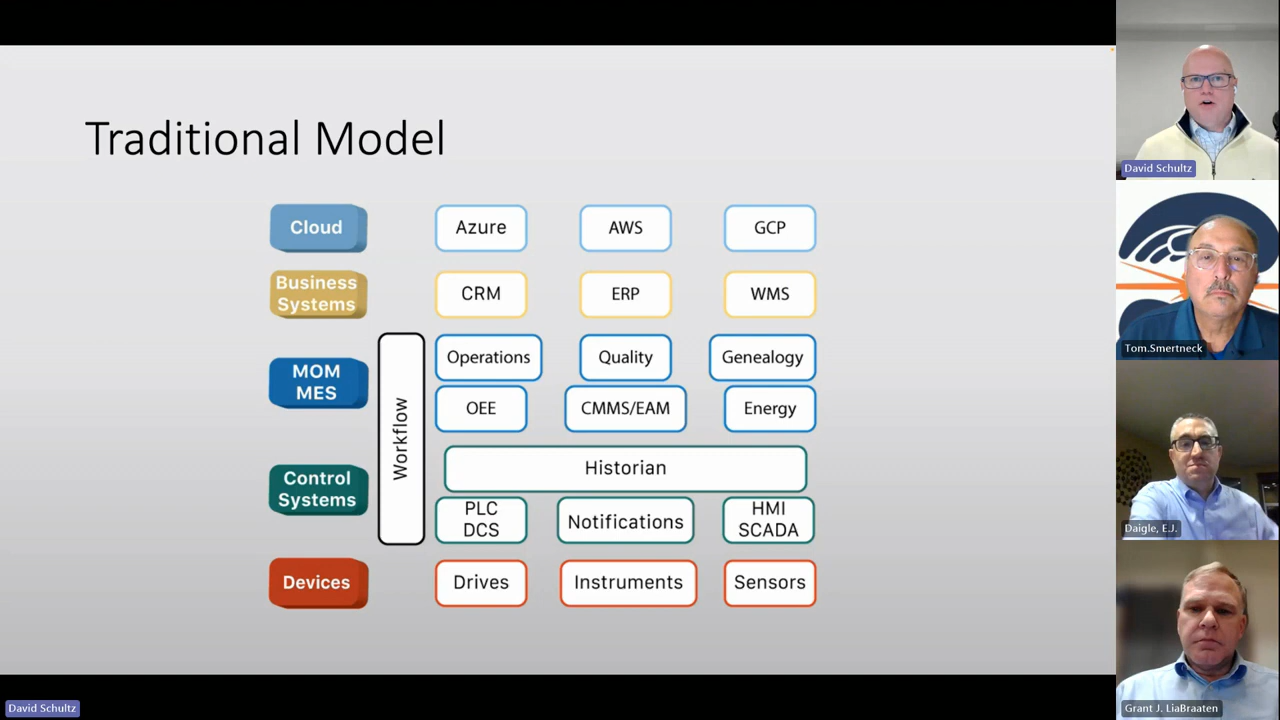 Traditional Model
Cloud
Azure
AWS
GCP
Business
Systems
CRM
ERP
WMS
MOM
MES
Workflow
Operations
Quality
Genealogy
OEE
CMMS/EAM
Energy
Control
Systems
Historian
PLC
DCS
Notifications
HMI
SCADA
Devices
Drives
Instruments
Sensors
David Schultz
David Schultz
Tom.Smertneck
Daigle, E.J.
Grant J. LiaBraaten